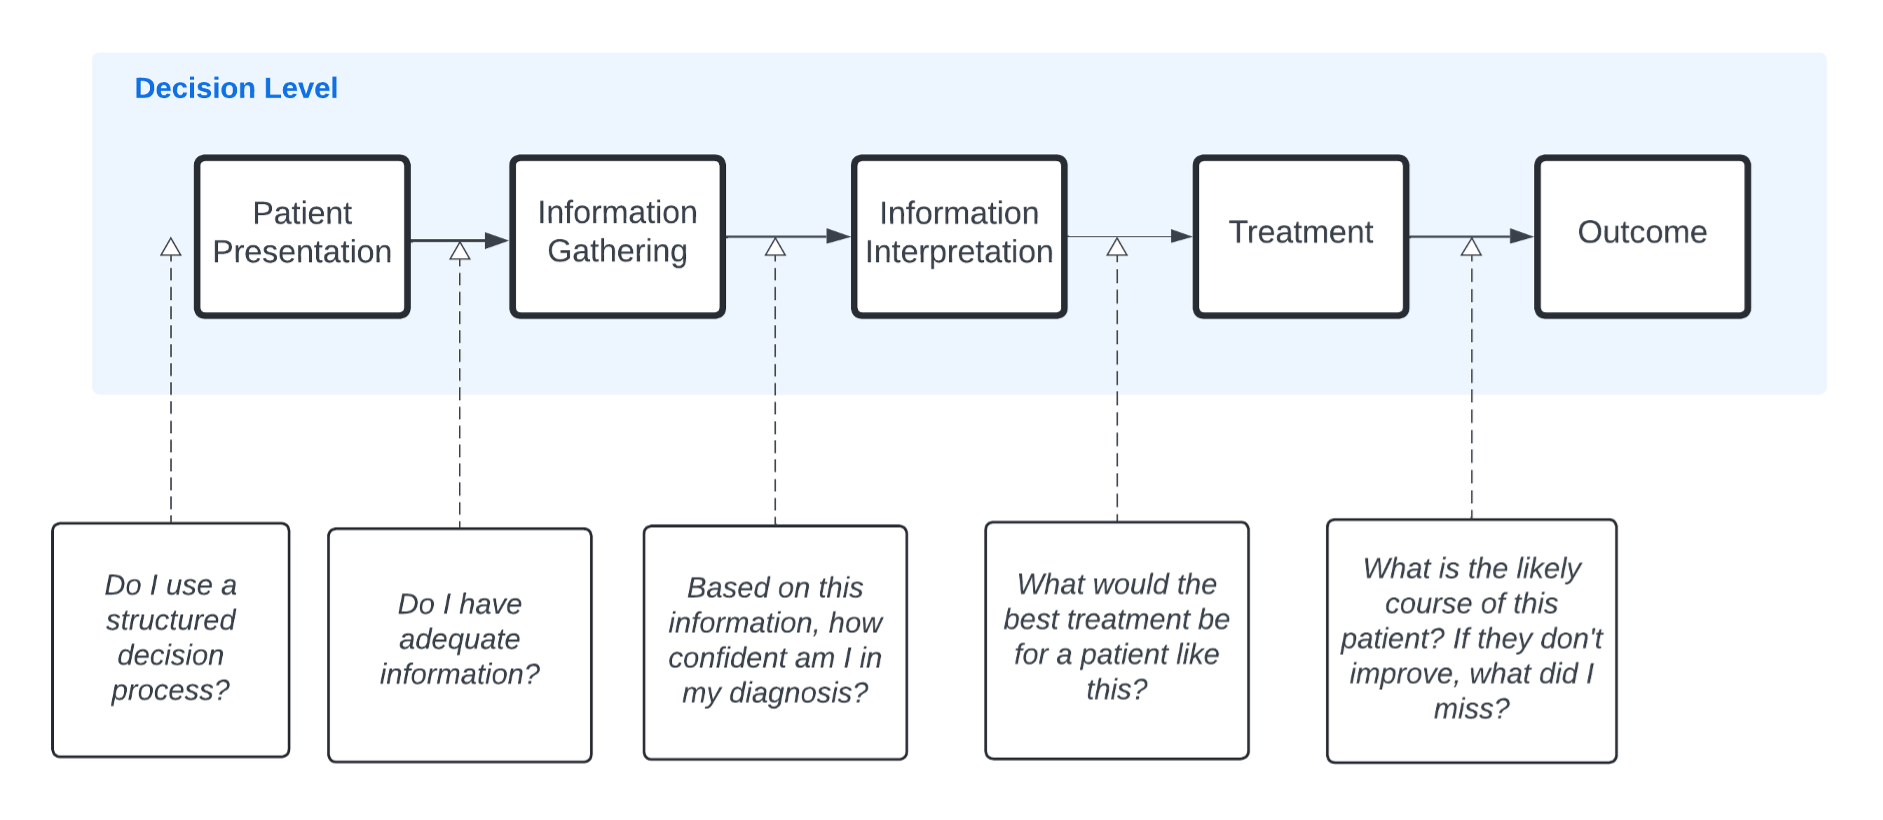 Decision Level
Patient
Presentation
Information
Gathering
Information
Interpretation
Treatment
Outcome
Do I use a
structured
decision
process?
Do I have
adequate
information?
Based on this
information, how
confident am I in
my diagnosis?
What would the
best treatment be
for a patient like
this?
What is the likely
course of this
patient? If they don't
improve, what did I
miss?